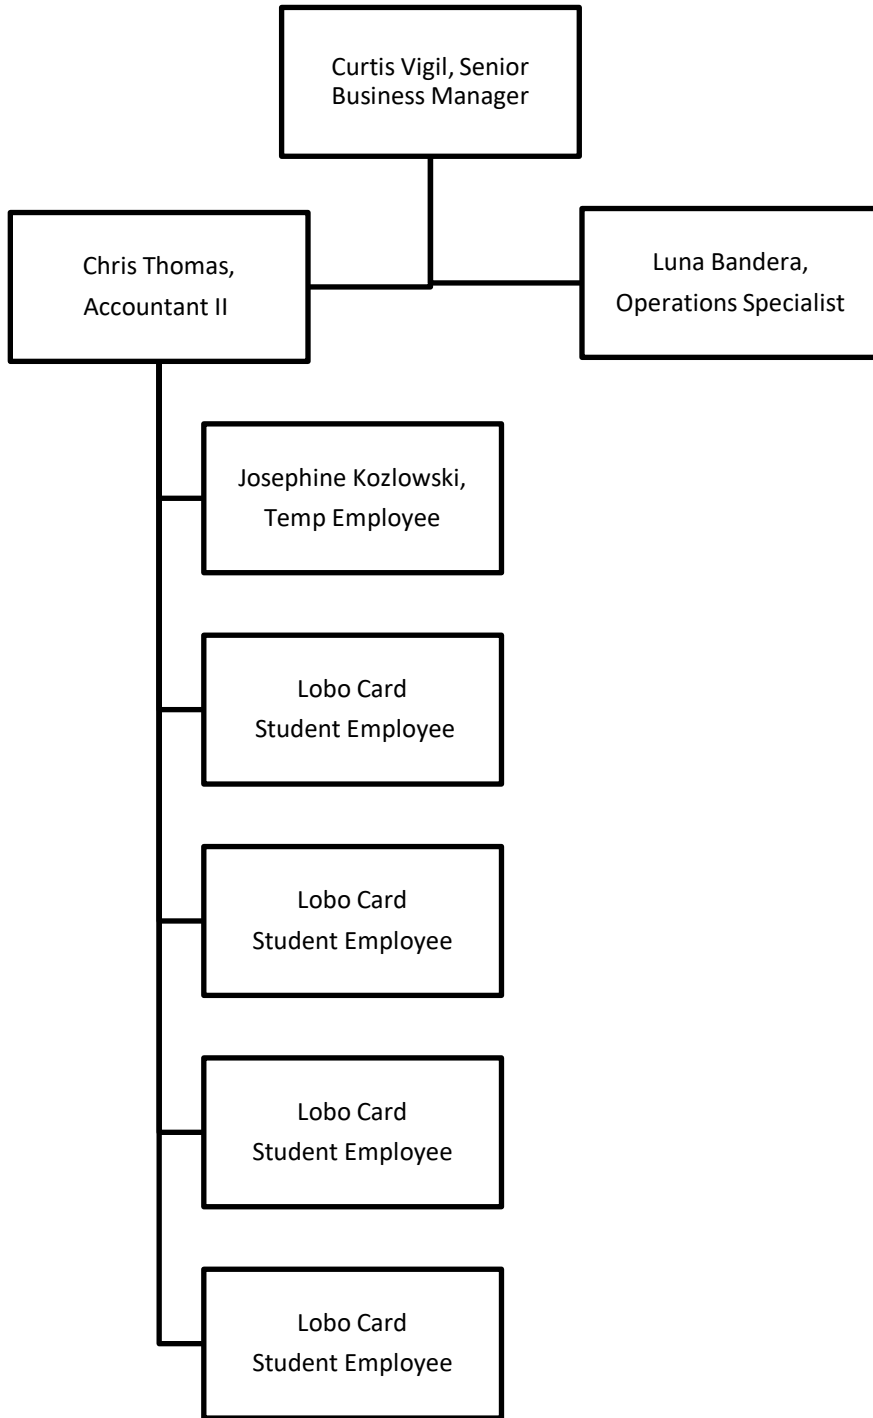 Curtis Vigil, Senior
Business Manager
Chris Thomas,
Accountant II
Luna Bandera,
Operations Specialist
Josephine Kozlowski,
Temp Employee
Lobo Card
Student Employee
Lobo Card
Student Employee
Lobo Card
Student Employee
Lobo Card
Student Employee